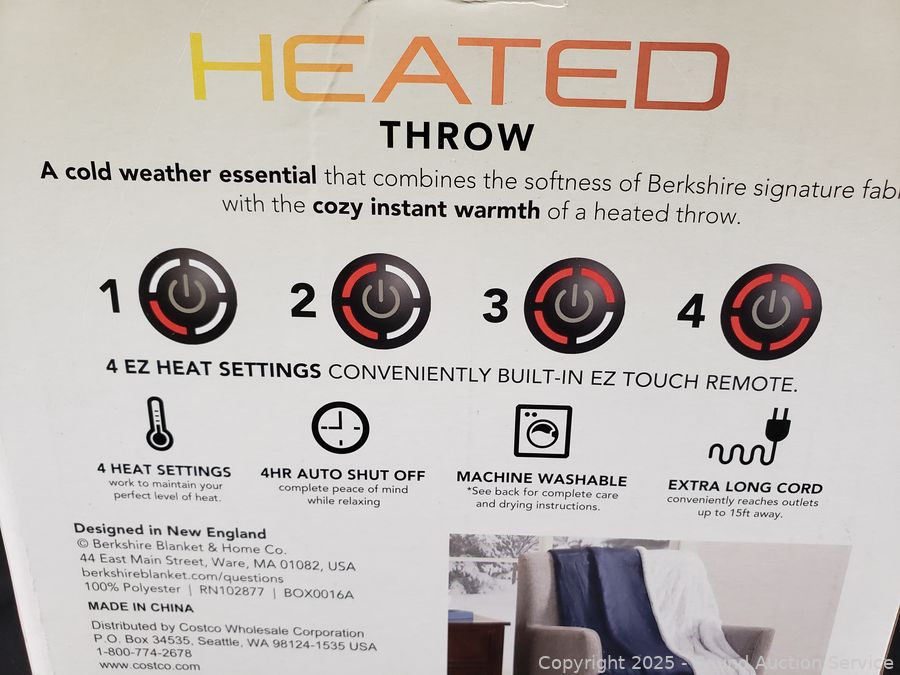 HEATED
THROW
A cold weather essential that combines the softness of Berkshire signature
with the cozy instant warmth of a heated throw.
1 2 3 4
4 EZ HEAT SETTINGS CONVENIENTLY BUILT-IN EZ TOUCH REMOTE.
4 HEAT SETTINGS
work to maintain your
perfect level of heat.
4HR AUTO SHUT OFF
complete peace of mind
while relaxing
MACHINE WASHABLE
*See back for complete care
and drying instructions.
EXTRA LONG CORD
conveniently reaches outlets
up to 15ft away.
Designed in New England
© Berkshire Blanket & Home Co.
44 East Main Street, Ware, MA 01082, USA
berkshireblanket.com/questions
100% Polyester | RN102877 | BOX0016A
MADE IN CHINA
Distributed by Costco Wholesale Corporation
P.O. Box 34535, Seattle, WA 98124-1535 USA
1-800-774-2678
www.costco.com
Copyright 2025 - Auction Service